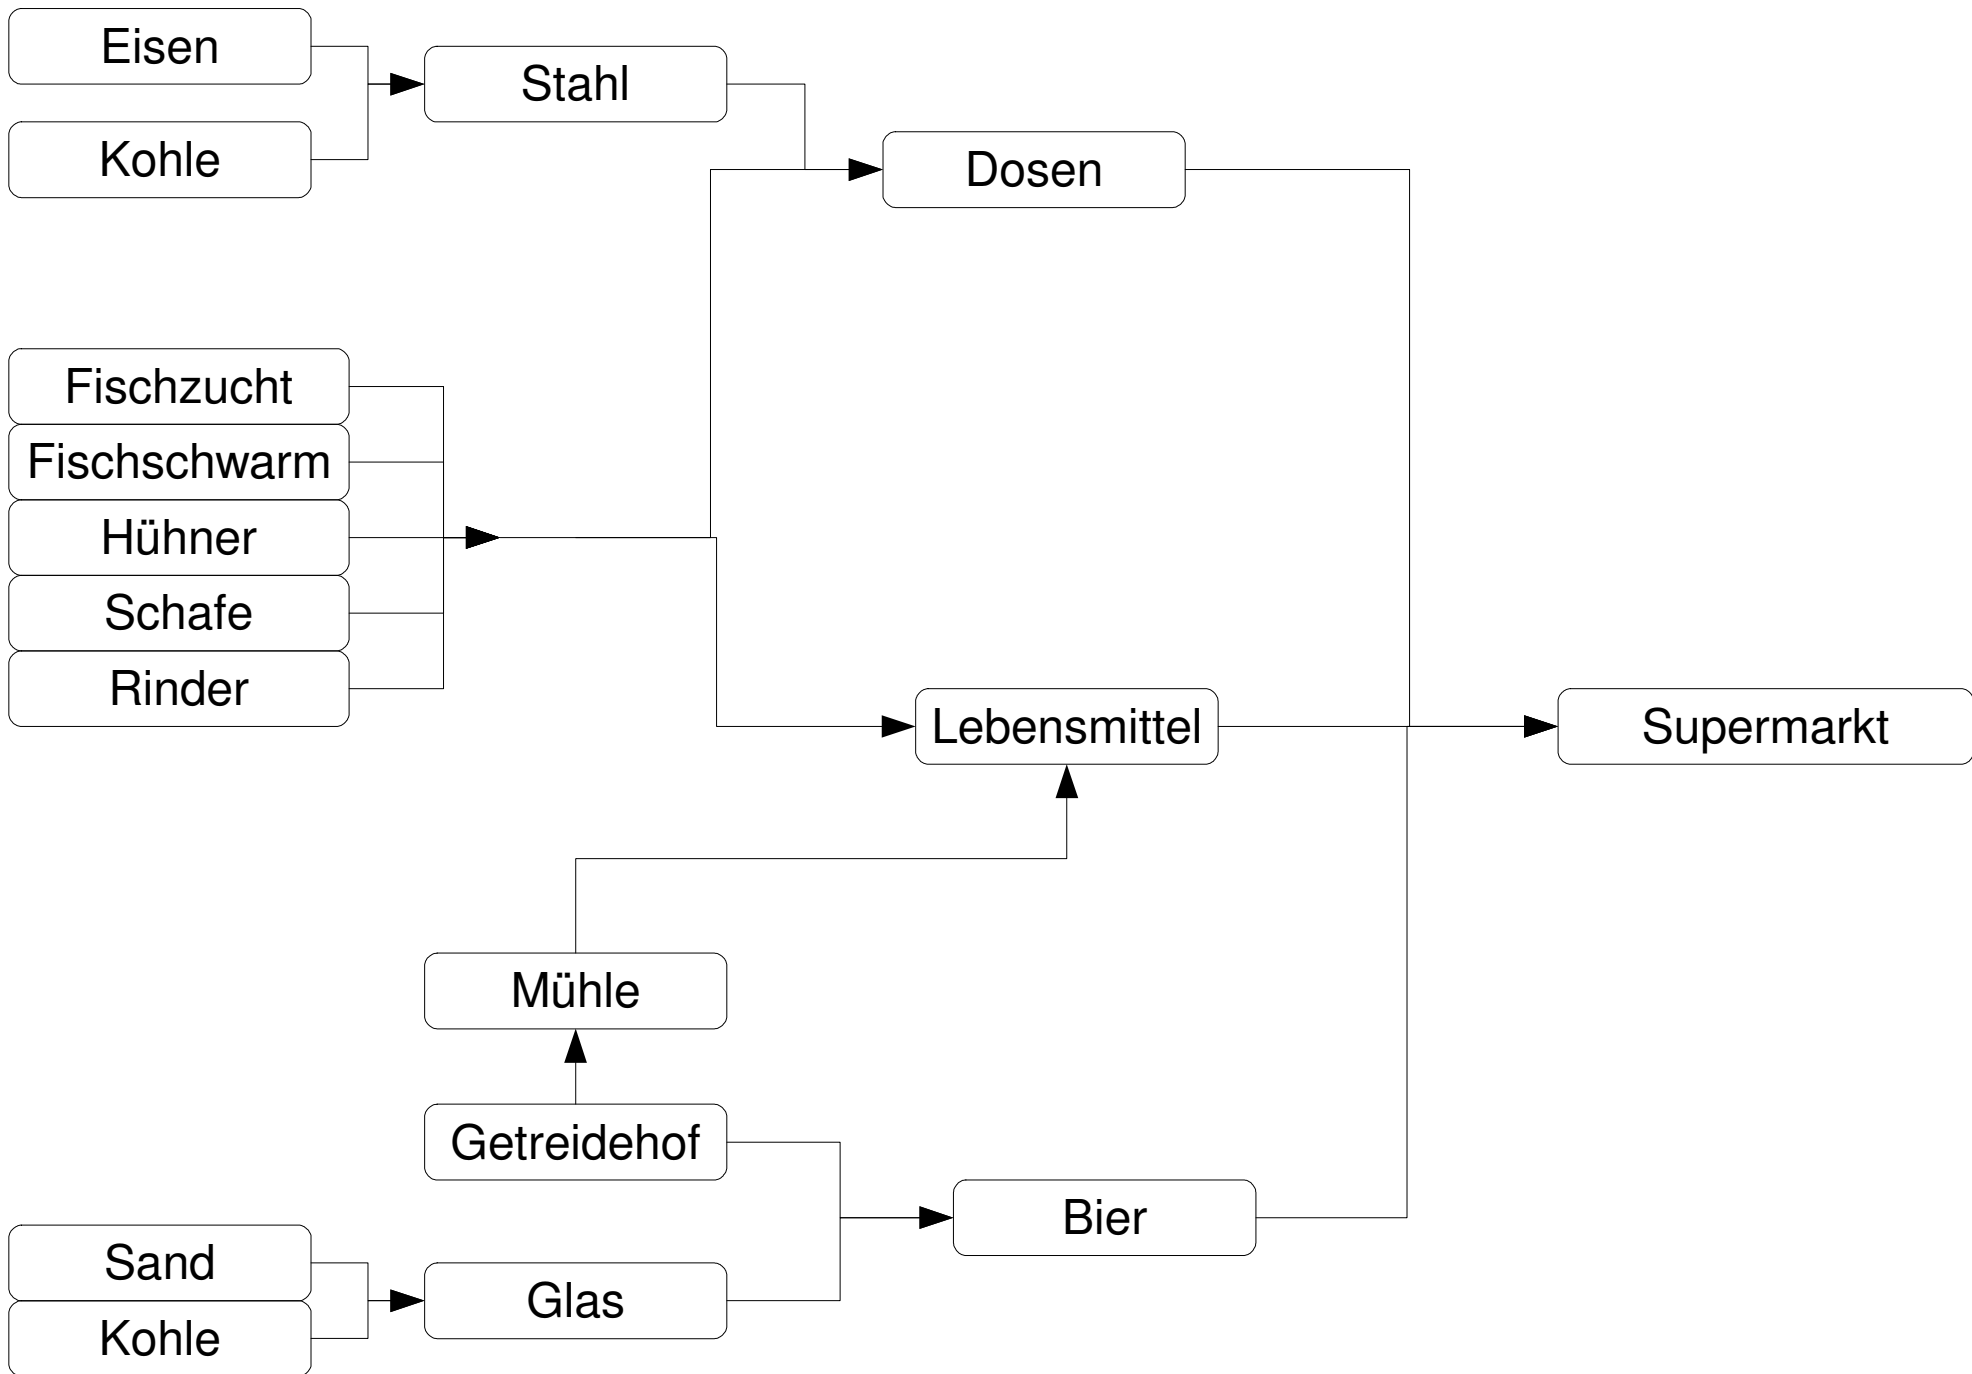 Eisen
Stahl
Kohle
Dosen
Fischzucht
Fischschwarm
Hühner
Schafe
Rinder
Lebensmittel
Supermarkt
Mühle
Getreidehof
Bier
Sand
Glas
Kohle